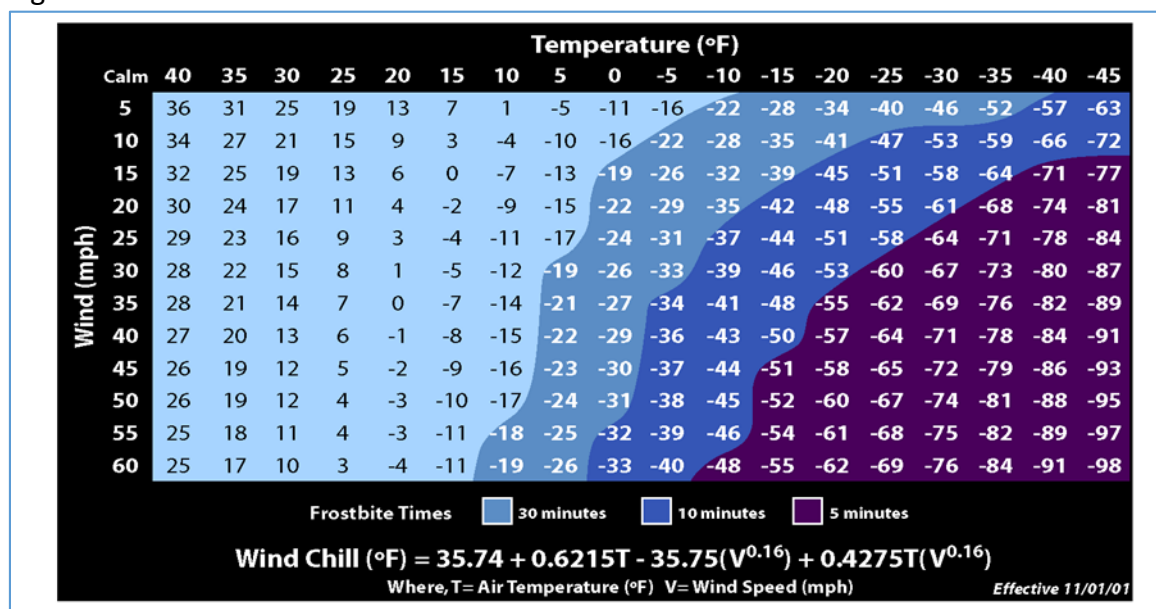 Temperature (ºF)
Calm 40 35 30 25 20 15 10 5 0 -5 -10 -15 -20 -25 -30 -35 -40 -45
5 36 31 25 19 13 7 1 -5 -11 -16 -22 -28 -34 -40 -46 -52 -57 -63
10 34 27 21 15 9 3 -4 -10 -16 -22 -28 -35 -41 -47 -53 -59 -66 -72
15 32 25 19 13 6 0 -7 -13 -19 -26 -32 -39 -45 -51 -58 -64 -71 -77
20 30 24 17 11 4 -2 -9 -15 -22 -29 -35 -42 -48 -55 -61 -68 -74 -81
25 29 23 16 9 3 -4 -11 -17 -24 -31 -37 -44 -51 -58 -64 -71 -78 -84
30 28 22 15 8 1 -5 -12 -19 -26 -33 -39 -46 -53 -60 -67 -73 -80 -87
35 28 21 14 7 0 -7 -14 -21 -27 -34 -41 -48 -55 -62 -69 -76 -82 -89
40 27 20 13 6 -1 -8 -15 -22 -29 -36 -43 -50 -57 -64 -71 -78 -84 -91
45 26 19 12 5 -2 -9 -16 -23 -30 -37 -44 -51 -58 -65 -72 -79 -86 -93
50 26 19 12 4 -3 -10 -17 -24 -31 -38 -45 -52 -60 -67 -74 -81 -88 -95
55 25 18 11 4 -3 -11 -18 -25 -32 -39 -46 -54 -61 -68 -75 -82 -89 -97
60 25 17 10 3 -4 -11 -19 -26 -33 -40 -48 -55 -62 -69 -76 -84 -91 -98
Wind (mph)
Frostbite Times 30 minutes 10 minutes 5 minutes
Wind Chill (ºF) = 35.74 + 0.6215T - 35.75(V^0.16) + 0.4275T(V^0.16)
Where, T= Air Temperature (ºF) V= Wind Speed (mph) Effective 11/01/01